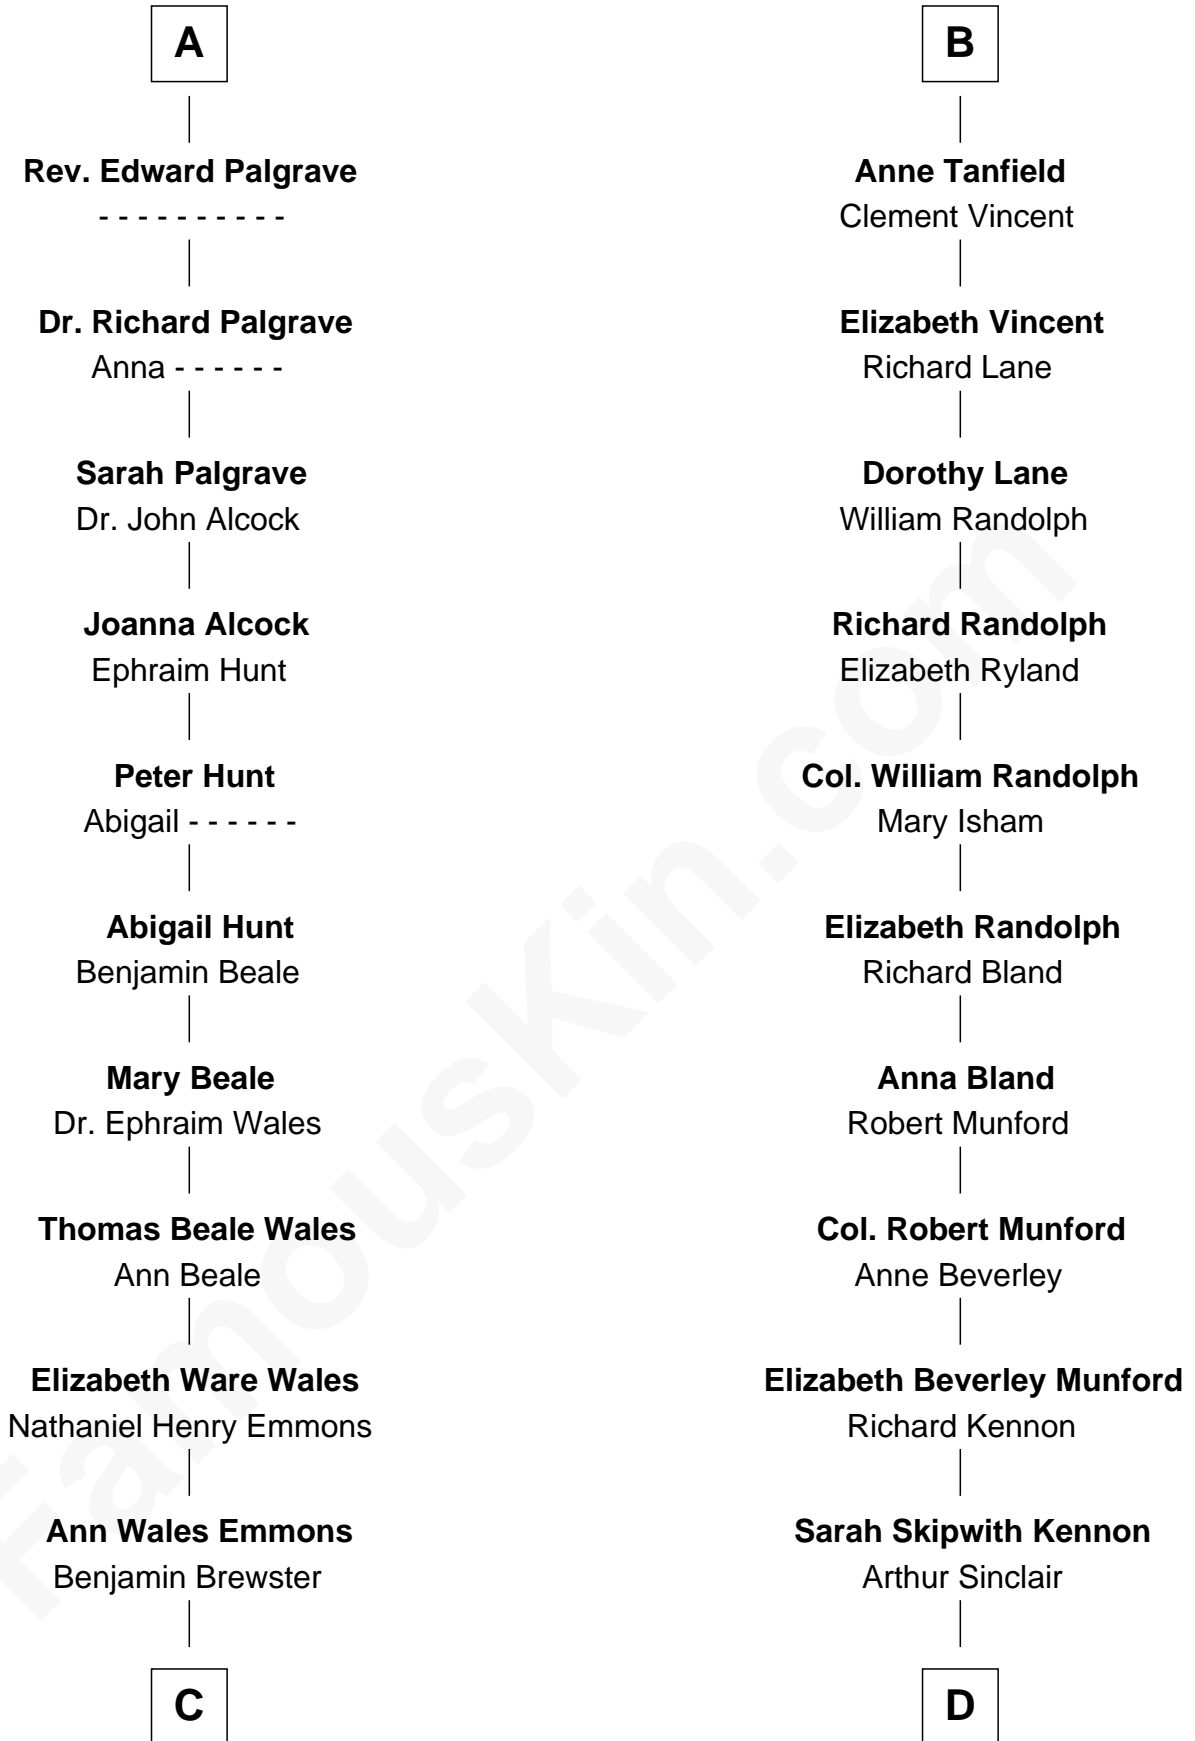 A
Rev. Edward Palgrave
- - - - - - - - - -
Dr. Richard Palgrave
Anna - - - - - -
Sarah Palgrave
Dr. John Alcock
Joanna Alcock
Ephraim Hunt
Peter Hunt
Abigail - - - - - -
Abigail Hunt
Benjamin Beale
Mary Beale
Dr. Ephraim Wales
Thomas Beale Wales
Ann Beale
Elizabeth Ware Wales
Nathaniel Henry Emmons
Ann Wales Emmons
Benjamin Brewster
C
B
Anne Tanfield
Clement Vincent
Elizabeth Vincent
Richard Lane
Dorothy Lane
William Randolph
Richard Randolph
Elizabeth Ryland
Col. William Randolph
Mary Isham
Elizabeth Randolph
Richard Bland
Anna Bland
Robert Munford
Col. Robert Munford
Anne Beverley
Elizabeth Beverley Munford
Richard Kennon
Sarah Skipwith Kennon
Arthur Sinclair
D
FamousKin.com